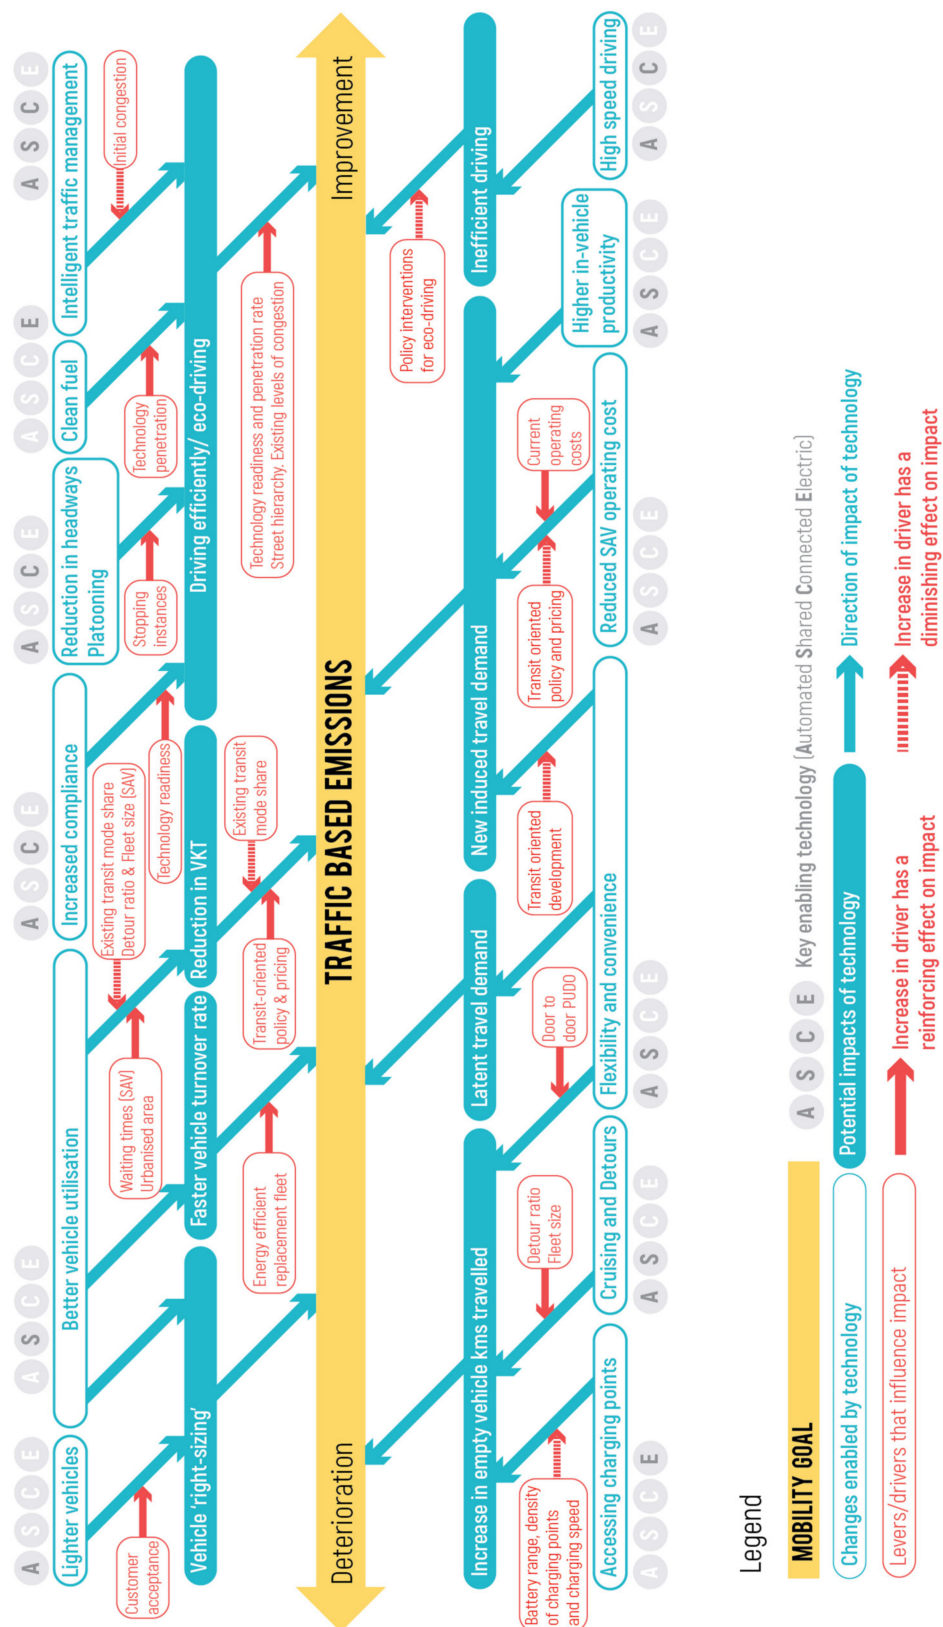 A S C E
A S C E
A S C E
A S C E
A S C E
A S C E
Lighter vehicles
Better vehicle utilisation
Increased compliance
Reduction in headways
Platooning
Clean fuel
Intelligent traffic management
Customer
acceptance
Waiting times (SAV)
Urbanised area
Existing transit mode share
Detour ratio & Fleet size (SAV)
Technology readiness
Stopping
instances
Technology
penetration
Initial congestion
Vehicle 'right-sizing'
Faster vehicle turnover rate
Reduction in VKT
Driving efficiently/ eco-driving
Energy efficient
replacement fleet
Transit-oriented
policy & pricing
Existing transit
mode share
Technology readiness and penetration rate
Street hierarchy. Existing levels of congestion
Deterioration
TRAFFIC BASED EMISSIONS
Improvement
Policy interventions
for eco-driving
Increase in empty vehicle kms travelled
Latent travel demand
New induced travel demand
Inefficient driving
Battery range, density
of charging points
and charging speed
Detour ratio
Fleet size
Door to
door PUDO
Transit oriented
development
Transit oriented
policy and pricing
Current
operating
costs
Accessing charging points
Cruising and Detours
Flexibility and convenience
Reduced SAV operating cost
Higher in-vehicle
productivity
High speed driving
A S C E
A S C E
A S C E
A S C E
A S C E
A S C E
Legend
MOBILITY GOAL
A S C E Key enabling technology (Automated Shared Connected Electric)
Changes enabled by technology
Potential impacts of technology
Direction of impact of technology
Levers/drivers that influence impact
Increase in driver has a
reinforcing effect on impact
Increase in driver has a
diminishing effect on impact